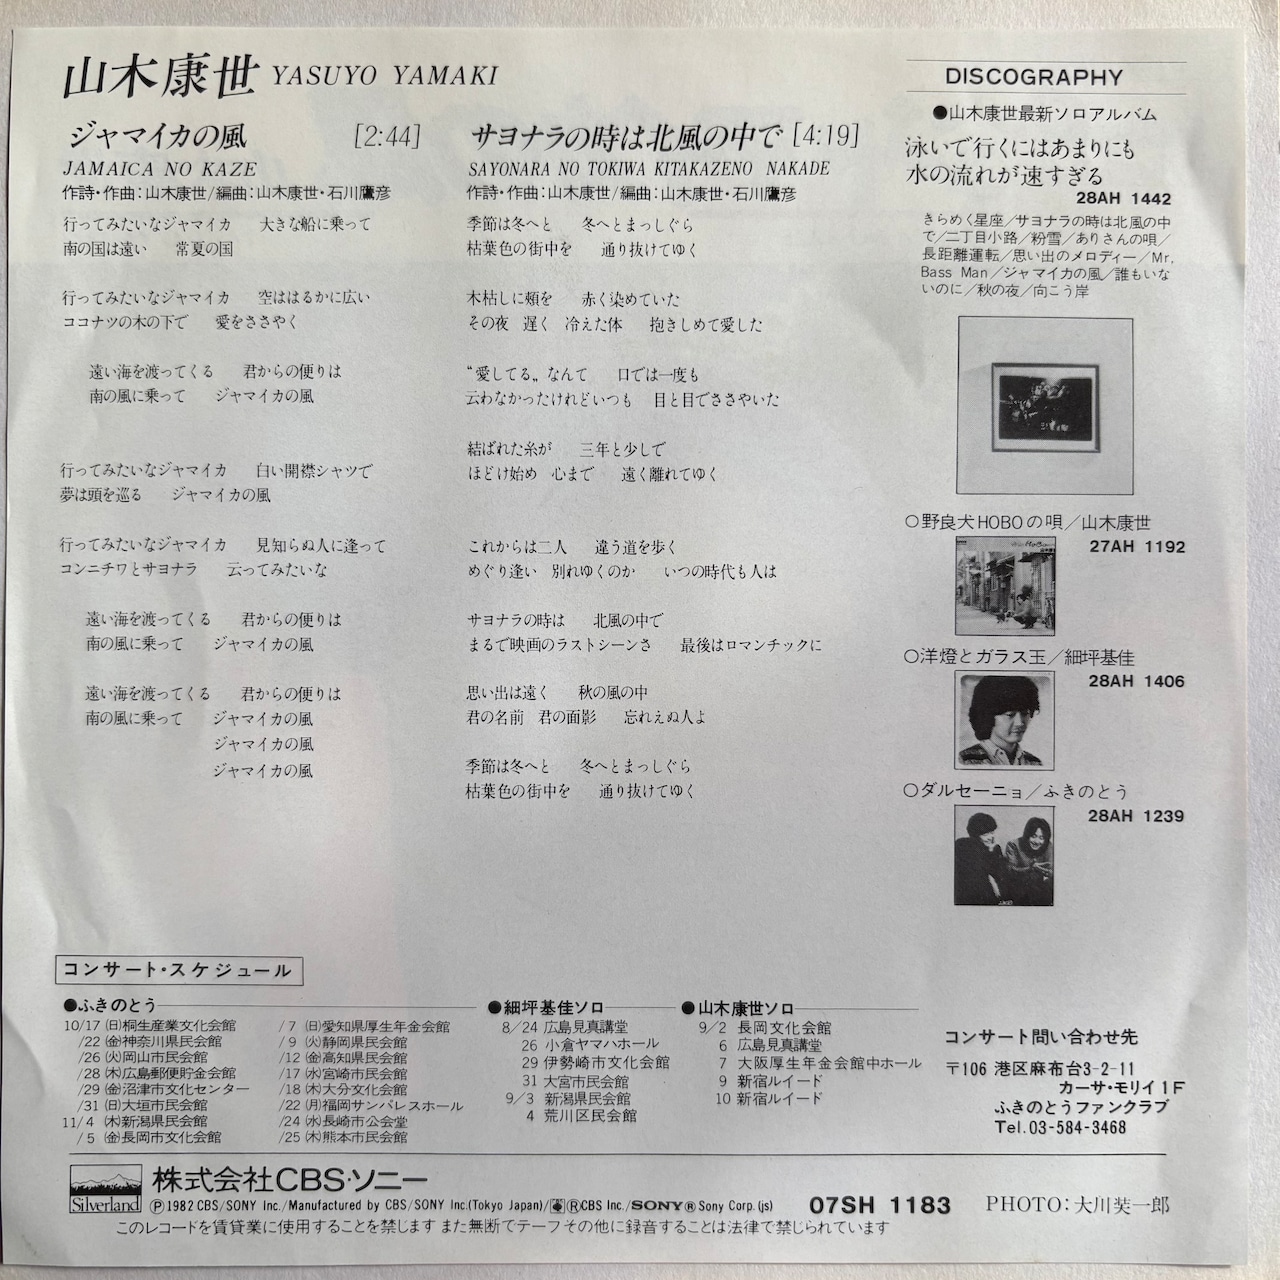 山木康世 YASUYO YAMAKI
ジャマイカの風 [2:44]
JAMAICA NO KAZE
作詩・作曲:山木康世/編曲:山木康世・石川鷹彦
行ってみたいなジャマイカ 大きな船に乗って
南の国は遠い 常夏の国
行ってみたいなジャマイカ 空ははるかに広い
ココナツの木の下で 愛をささやく
遠い海を渡ってくる 君からの便りは
南の風に乗って ジャマイカの風
行ってみたいなジャマイカ 白い開襟シャツで
夢は頭を巡る ジャマイカの風
行ってみたいなジャマイカ 見知らぬ人に逢って
コンニチワとサヨナラ 云ってみたいな
遠い海を渡ってくる 君からの便りは
南の風に乗って ジャマイカの風
遠い海を渡ってくる 君からの便りは
南の風に乗って ジャマイカの風
ジャマイカの風
ジャマイカの風
サヨナラの時は北風の中で [4:19]
SAYONARA NO TOKIWA KITAKAZENO NAKADE
作詩・作曲:山木康世/編曲:山木康世・石川鷹彦
季節は冬へと 冬へとまっしぐら
枯葉色の街中を 通り抜けてゆく
木枯しに頬を 赤く染めていた
その夜 遅く 冷えた体 抱きしめて愛した
“愛してる„ なんて 口では一度も
云わなかったけれどいつも 目と目でささやいた
結ばれた糸が 三年と少しで
ほどけ始め 心まで 遠く離れてゆく
これからは二人 違う道を歩く
めぐり逢い 別れゆくのか いつの時代も人は
サヨナラの時は 北風の中で
まるで映画のラストシーンさ 最後はロマンチックに
思い出は遠く 秋の風の中
君の名前 君の面影 忘れえぬ人よ
季節は冬へと 冬へとまっしぐら
枯葉色の街中を 通り抜けてゆく
DISCOGRAPHY
●山木康世最新ソロアルバム
泳いで行くにはあまりにも
水の流れが速すぎる
28AH 1442
きらめく星座/サヨナラの時は北風の中
で/二丁目小路/粉雪/ありさんの唄/
長距離運転/思い出のメロディー/Mr,
Bass Man/ジャマイカの風/誰もいな
いのに/秋の夜/向こう岸
○野良犬HOBOの唄/山木康世
27AH 1192
○洋燈とガラス玉/細坪基佳
28AH 1406
○ダルセーニョ/ふきのとう
28AH 1239
コンサート・スケジュール
●ふきのとう
10/17 (日)桐生産業文化会館
/22 (金)神奈川県民会館
/26 (火)岡山市民会館
/28 (木)広島郵便貯金会館
/29 (金)沼津市文化センター
/31 (日)大垣市民会館
11/4 (木)新潟県民会館
/5 (金)長岡市文化会館
/7 (日)愛知県厚生年金会館
/9 (火)静岡県民会館
/12 (金)高知県民会館
/17 (水)宮崎市民会館
/18 (木)大分文化会館
/22 (月)福岡サンパレスホール
/24 (水)長崎市公会堂
/25 (木)熊本市民会館
●細坪基佳ソロ
8/24 広島見真講堂
26 小倉ヤマハホール
29 伊勢崎市文化会館
31 大宮市民会館
9/3 新潟県民会館
4 荒川区民会館
●山木康世ソロ
9/2 長岡文化会館
6 広島見真講堂
7 大阪厚生年金会館中ホール
9 新宿ルイード
10 新宿ルイード
コンサート問い合わせ先
〒106 港区麻布台3-2-11
カーサ・モリイ1F
ふきのとうファンクラブ
Tel.03-584-3468
Silverland
株式会社CBS・ソニー
Ⓟ1982 CBS/SONY Inc./Manufactured by CBS/SONY Inc.(Tokyo Japan)/®CBS Inc./SONY®Sony Corp.(js)
07SH 1183
PHOTO:大川奘一郎
このレコードを賃貸業に使用することを禁じます また無断でテープその他に録音することは法律で禁じられています